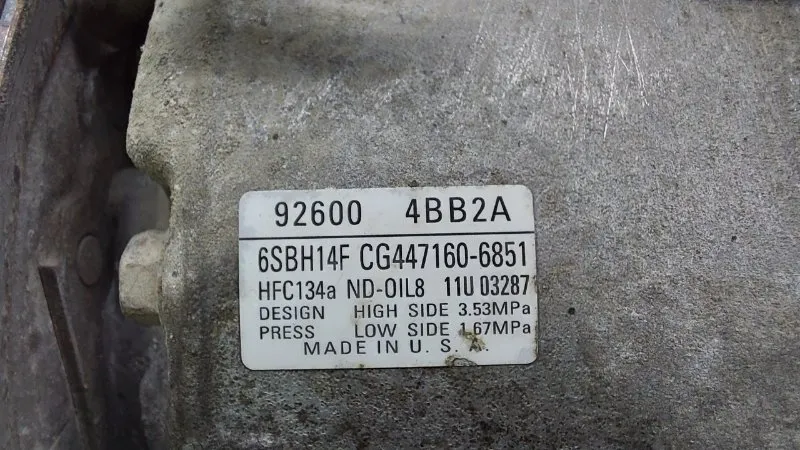 92600 4BB2A
6SBH14F CG447160-6851
HFC134a ND-OIL8 11U 03287
DESIGN HIGH SIDE 3.53MPa
PRESS LOW SIDE 1.67MPa
MADE IN U. S. A.